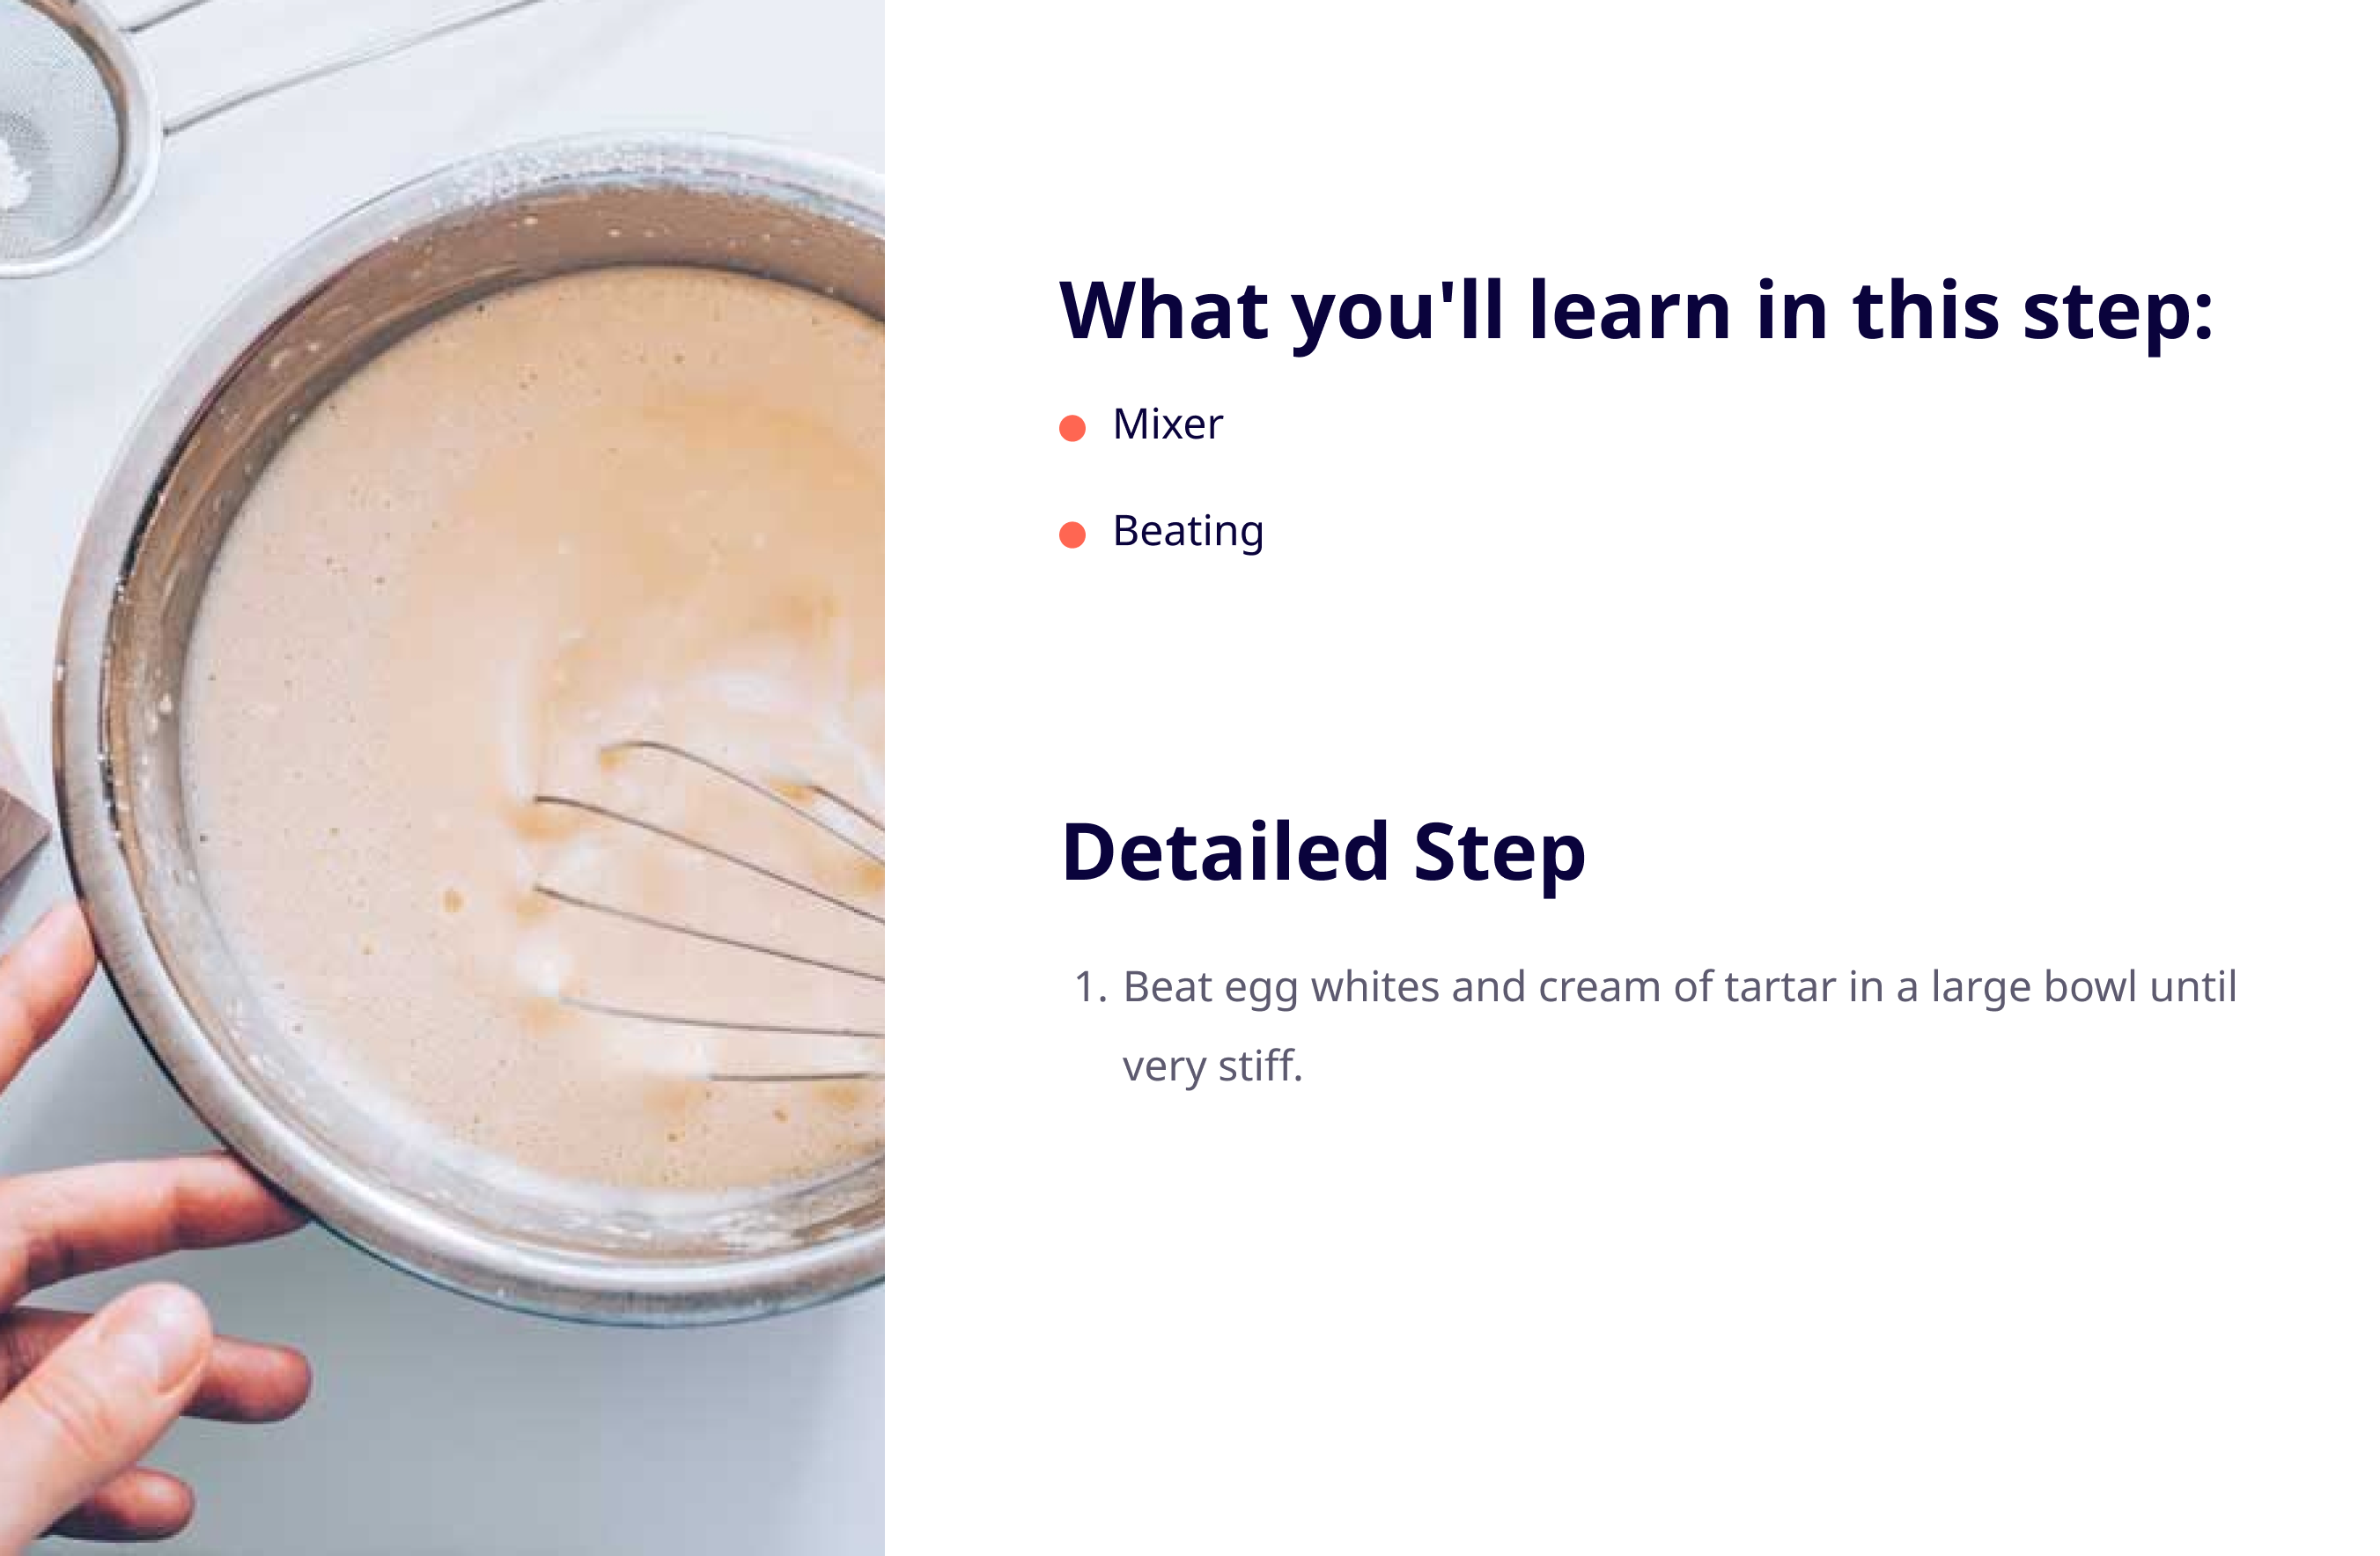 What you'll learn in this step:
Mixer
Beating
Detailed Step
1. Beat egg whites and cream of tartar in a large bowl until
very stiff.